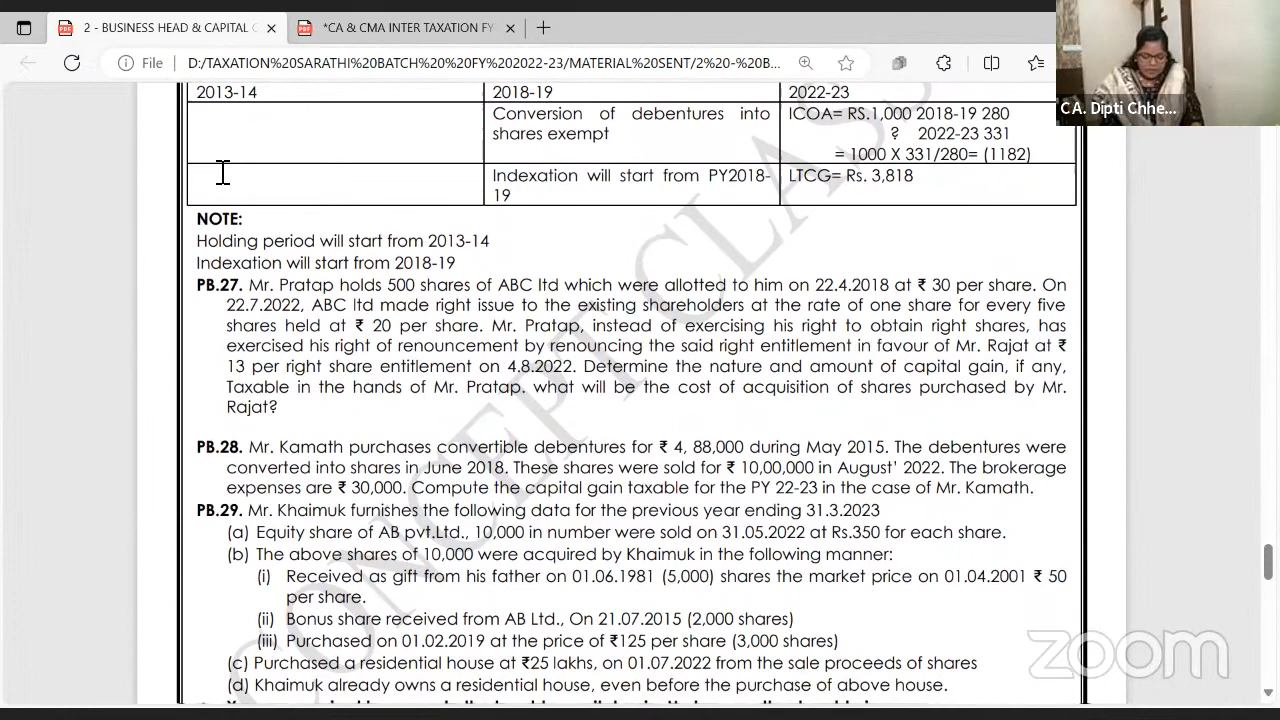 2 - BUSINESS HEAD & CAPITAL
*CA & CMA INTER TAXATION FY
File
D:/TAXATION%20SARATHI%20BATCH%20%20FY%202022-23/MATERIAL%20SENT/2%20-%20B...
C A. Dipti Chhe...
2013-14 2018-19 2022-23
Conversion of debentures into shares exempt
ICOA= RS.1,000 2018-19 280
? 2022-23 331
= 1000 X 331/280= (1182)
Indexation will start from PY2018-
19
LTCG= Rs. 3,818
NOTE:
Holding period will start from 2013-14
Indexation will start from 2018-19
PB.27. Mr. Pratap holds 500 shares of ABC ltd which were allotted to him on 22.4.2018 at ₹ 30 per share. On
22.7.2022, ABC ltd made right issue to the existing shareholders at the rate of one share for every five
shares held at ₹ 20 per share. Mr. Pratap, instead of exercising his right to obtain right shares, has
exercised his right of renouncement by renouncing the said right entitlement in favour of Mr. Rajat at ₹
13 per right share entitlement on 4.8.2022. Determine the nature and amount of capital gain, if any,
Taxable in the hands of Mr. Pratap. what will be the cost of acquisition of shares purchased by Mr.
Rajat?
PB.28. Mr. Kamath purchases convertible debentures for ₹ 4, 88,000 during May 2015. The debentures were
converted into shares in June 2018. These shares were sold for ₹ 10,00,000 in August' 2022. The brokerage
expenses are ₹ 30,000. Compute the capital gain taxable for the PY 22-23 in the case of Mr. Kamath.
PB.29. Mr. Khaimuk furnishes the following data for the previous year ending 31.3.2023
(a) Equity share of AB pvt.Ltd., 10,000 in number were sold on 31.05.2022 at Rs.350 for each share.
(b) The above shares of 10,000 were acquired by Khaimuk in the following manner:
(i) Received as gift from his father on 01.06.1981 (5,000) shares the market price on 01.04.2001 ₹ 50
per share.
(ii) Bonus share received from AB Ltd., On 21.07.2015 (2,000 shares)
(iii) Purchased on 01.02.2019 at the price of ₹125 per share (3,000 shares)
(c) Purchased a residential house at ₹25 lakhs, on 01.07.2022 from the sale proceeds of shares
(d) Khaimuk already owns a residential house, even before the purchase of above house.
CONCEPT CLAS
zoom